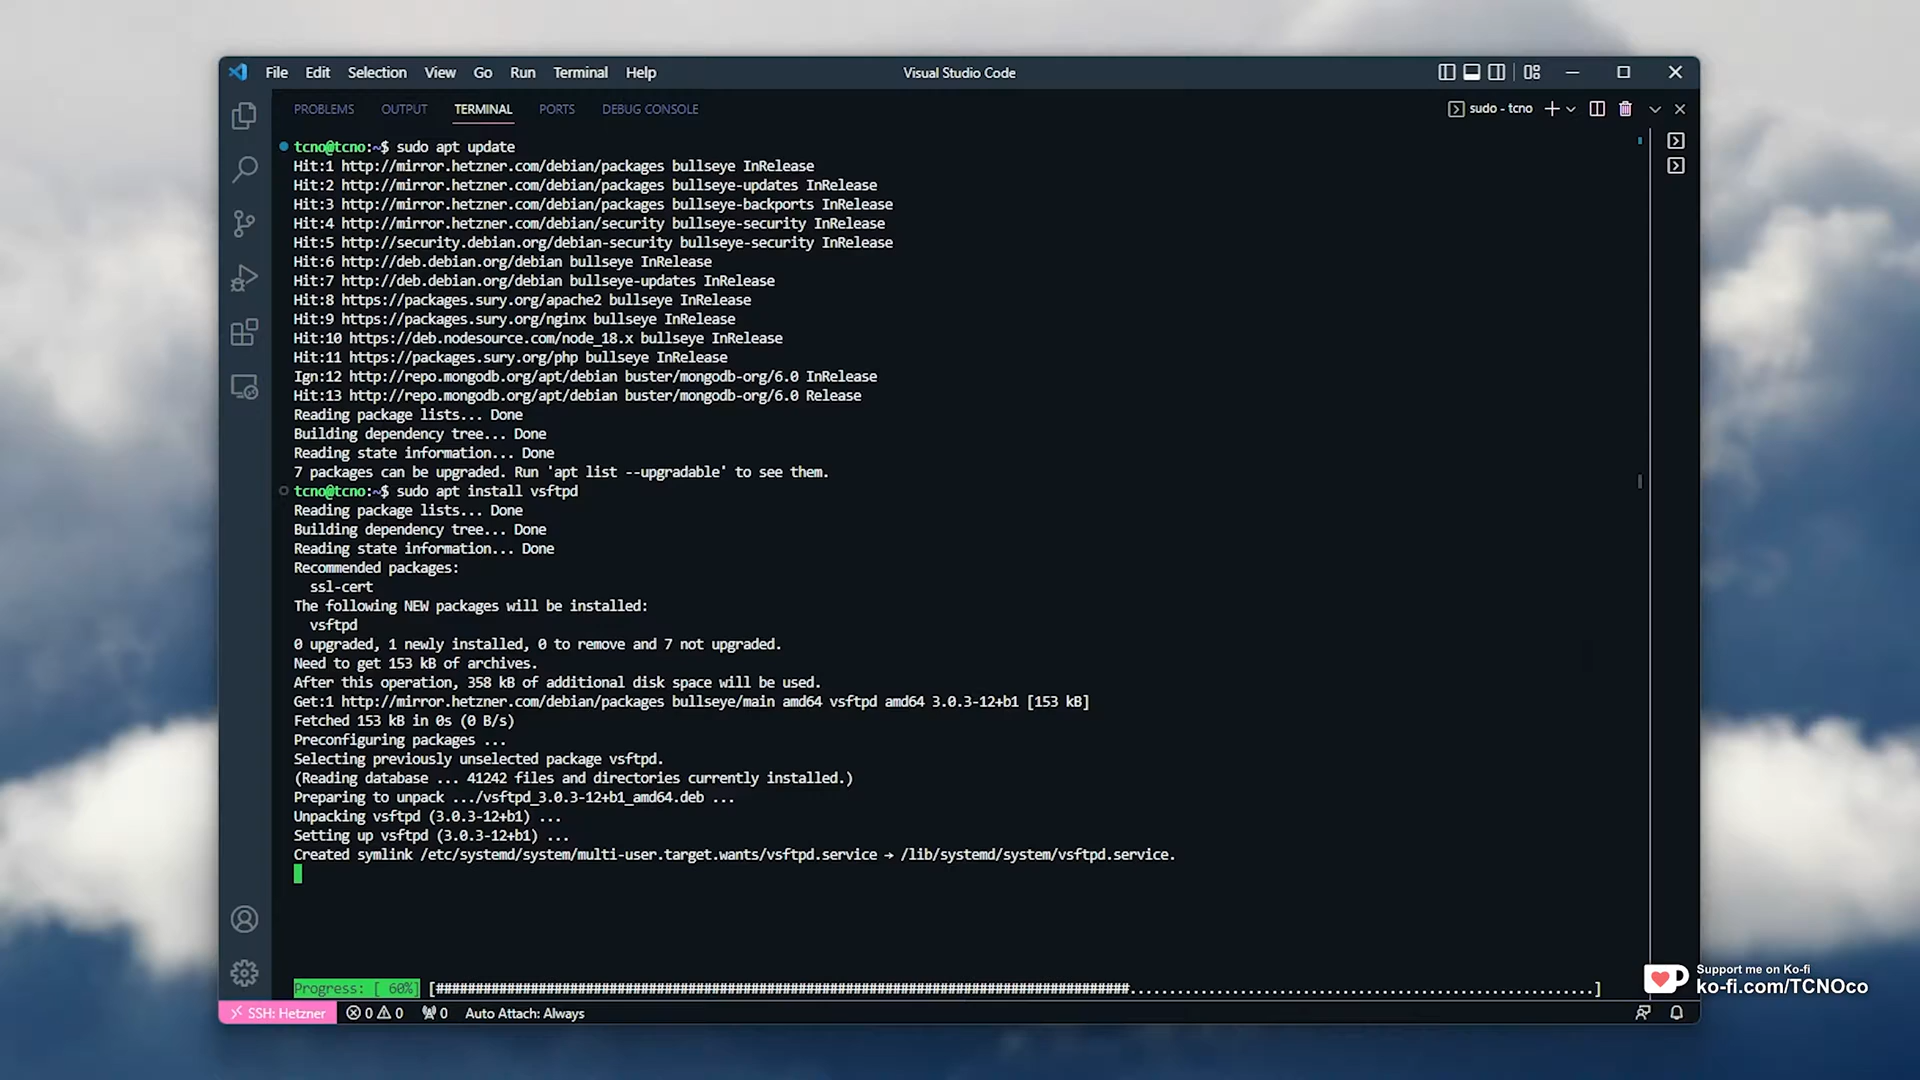 File Edit Selection View Go Run Terminal Help
Visual Studio Code
PROBLEMS OUTPUT TERMINAL PORTS DEBUG CONSOLE
sudo - tcno
tcno@tcno:~$ sudo apt update
Hit:1 http://mirror.hetzner.com/debian/packages bullseye InRelease
Hit:2 http://mirror.hetzner.com/debian/packages bullseye-updates InRelease
Hit:3 http://mirror.hetzner.com/debian/packages bullseye-backports InRelease
Hit:4 http://mirror.hetzner.com/debian/security bullseye-security InRelease
Hit:5 http://security.debian.org/debian-security bullseye-security InRelease
Hit:6 http://deb.debian.org/debian bullseye InRelease
Hit:7 http://deb.debian.org/debian bullseye-updates InRelease
Hit:8 https://packages.sury.org/apache2 bullseye InRelease
Hit:9 https://packages.sury.org/nginx bullseye InRelease
Hit:10 https://deb.nodesource.com/node_18.x bullseye InRelease
Hit:11 https://packages.sury.org/php bullseye InRelease
Ign:12 http://repo.mongodb.org/apt/debian buster/mongodb-org/6.0 InRelease
Hit:13 http://repo.mongodb.org/apt/debian buster/mongodb-org/6.0 Release
Reading package lists... Done
Building dependency tree... Done
Reading state information... Done
7 packages can be upgraded. Run 'apt list --upgradable' to see them.
tcno@tcno:~$ sudo apt install vsftpd
Reading package lists... Done
Building dependency tree... Done
Reading state information... Done
Recommended packages:
ssl-cert
The following NEW packages will be installed:
vsftpd
0 upgraded, 1 newly installed, 0 to remove and 7 not upgraded.
Need to get 153 kB of archives.
After this operation, 358 kB of additional disk space will be used.
Get:1 http://mirror.hetzner.com/debian/packages bullseye/main amd64 vsftpd amd64 3.0.3-12+b1 [153 kB]
Fetched 153 kB in 0s (0 B/s)
Preconfiguring packages ...
Selecting previously unselected package vsftpd.
(Reading database ... 41242 files and directories currently installed.)
Preparing to unpack .../vsftpd_3.0.3-12+b1_amd64.deb ...
Unpacking vsftpd (3.0.3-12+b1) ...
Setting up vsftpd (3.0.3-12+b1) ...
Created symlink /etc/systemd/system/multi-user.target.wants/vsftpd.service → /lib/systemd/system/vsftpd.service.
Progress: [ 60%] [########################################################################################..........................................................]
SSH: Hetzner 0 0 0 Auto Attach: Always
Support me on Ko-fi
ko-fi.com/TCNOco